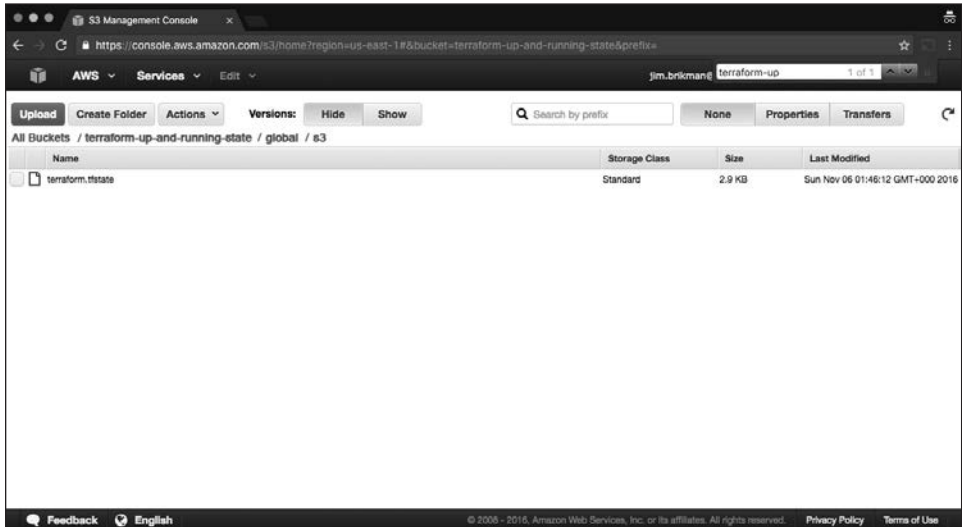 S3 Management Console ×
https://console.aws.amazon.com/s3/home?region=us-east-1#&bucket=terraform-up-and-running-state&prefix=
AWS Services Edit jim.brikman@ terraform-up 1 of 1
Upload Create Folder Actions Versions: Hide Show Search by prefix None Properties Transfers
All Buckets / terraform-up-and-running-state / global / s3
Name Storage Class Size Last Modified
terraform.tfstate Standard 2.9 KB Sun Nov 06 01:46:12 GMT+000 2016
Feedback English © 2008 - 2016, Amazon Web Services, Inc. or its affiliates. All rights reserved. Privacy Policy Terms of Use